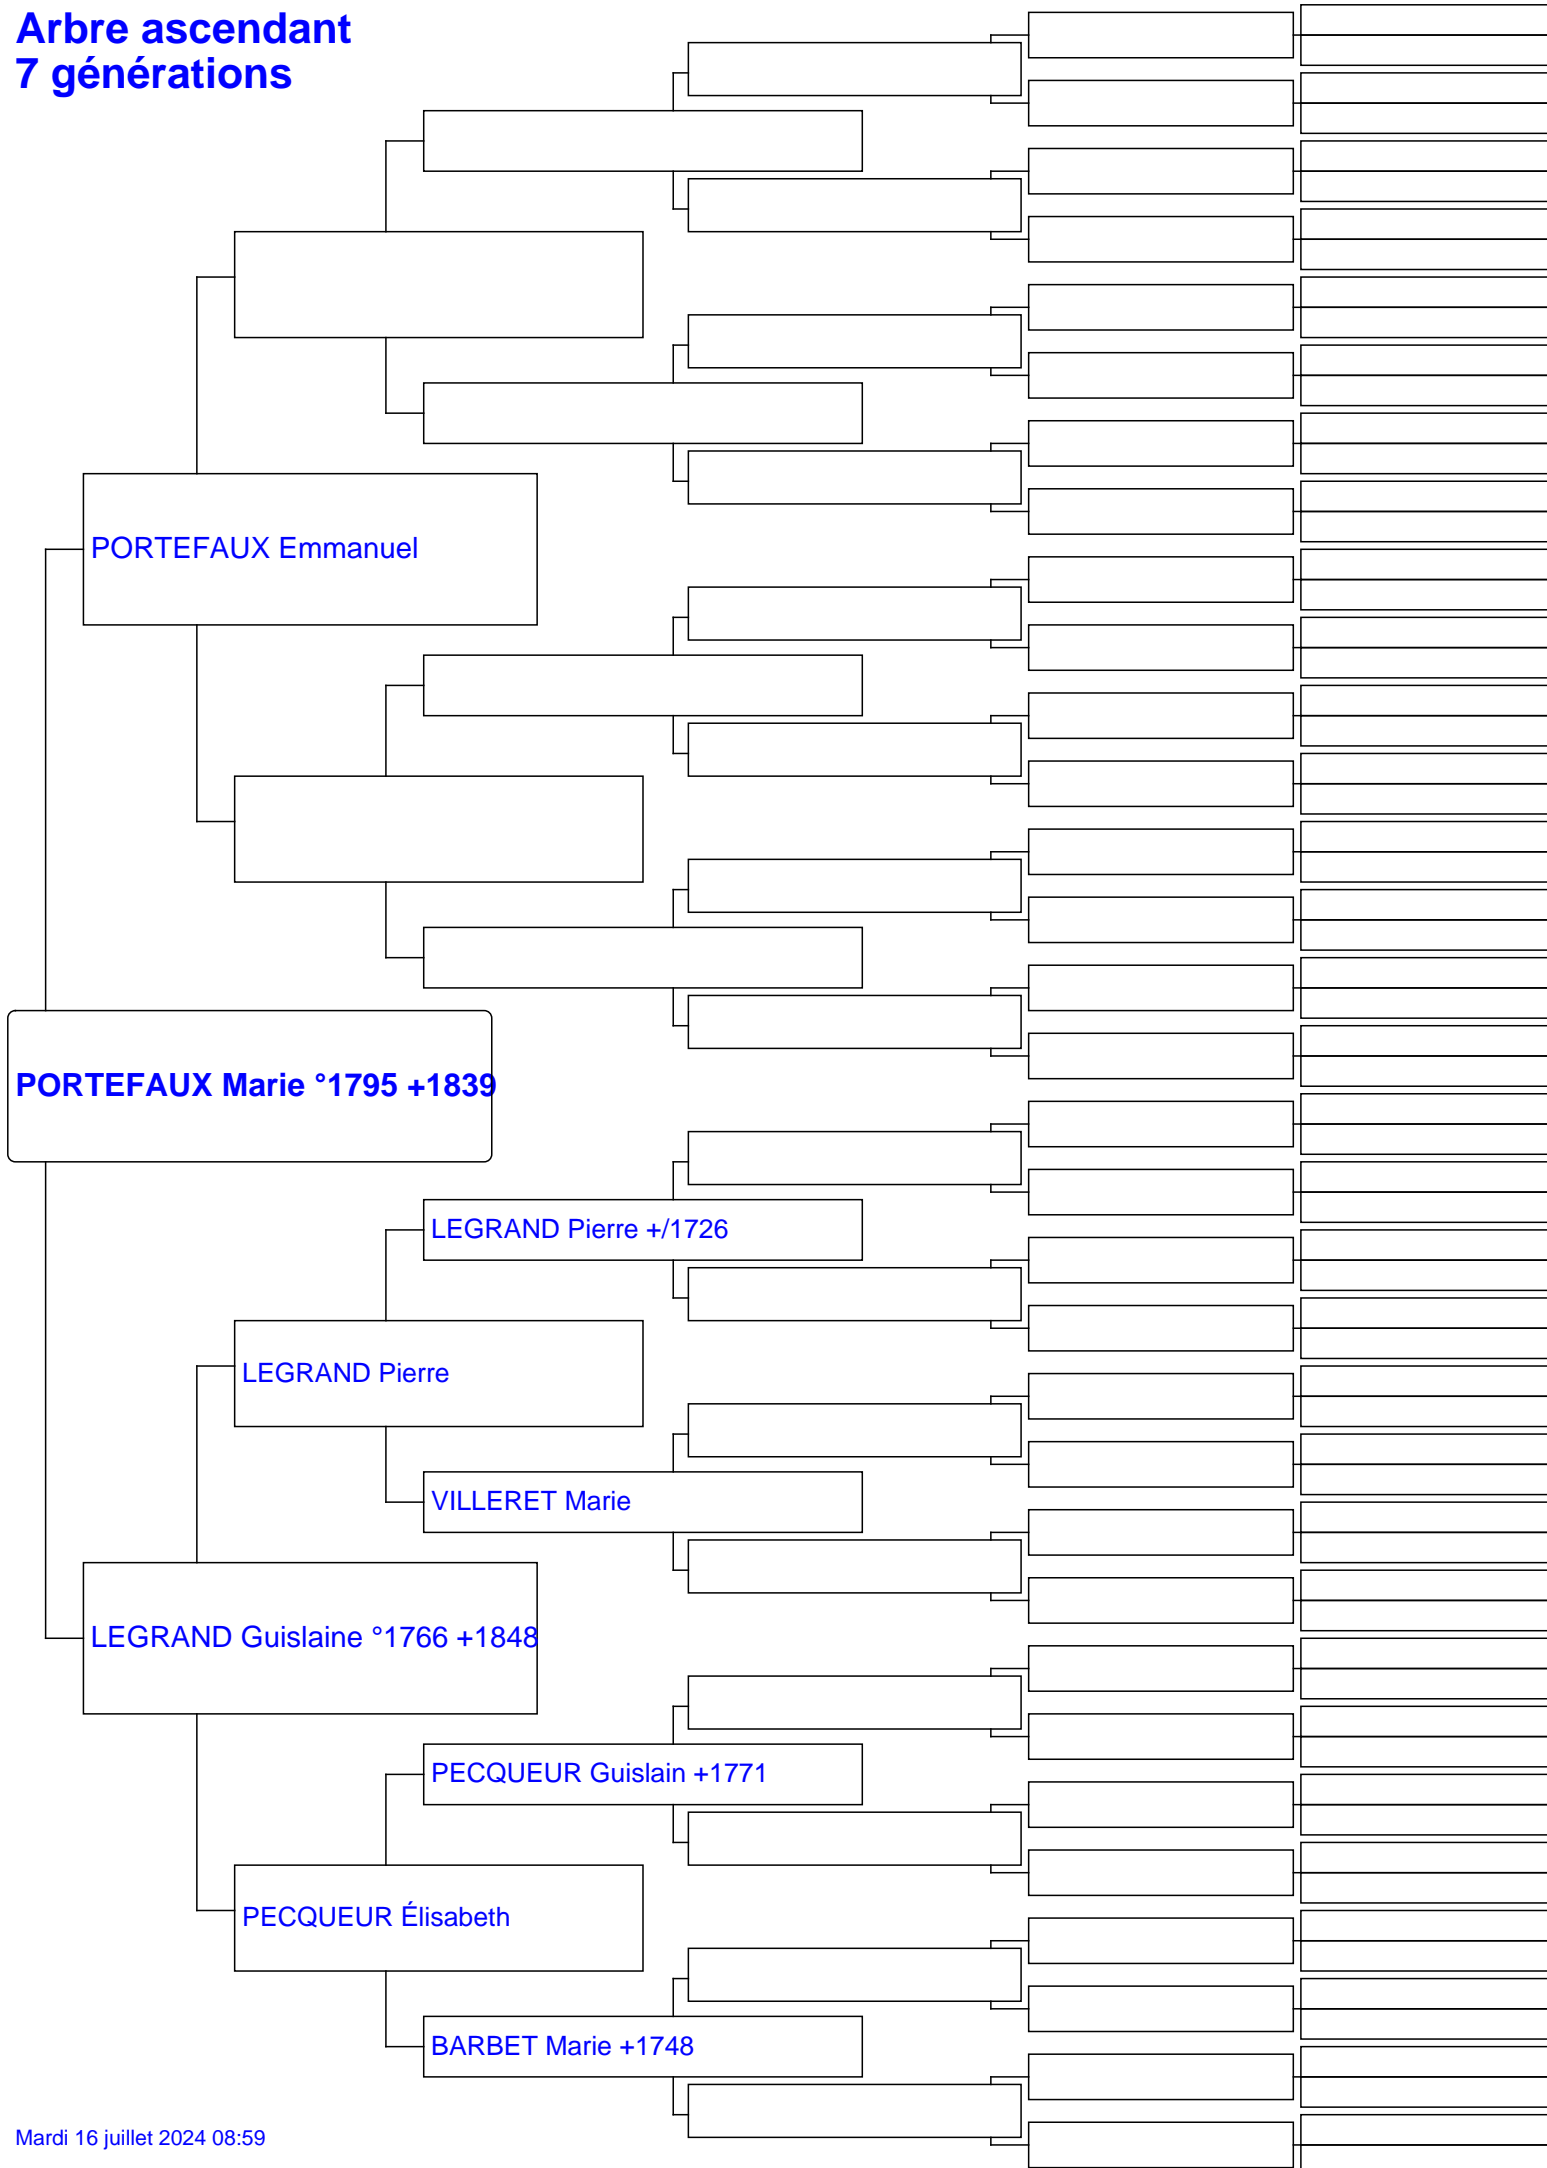 Arbre ascendant
7 générations
PORTEFAUX Emmanuel
PORTEFAUX Marie °1795 +1839
LEGRAND Pierre +/1726
LEGRAND Pierre
VILLERET Marie
LEGRAND Guislaine °1766 +1848
PECQUEUR Guislain +1771
PECQUEUR Élisabeth
BARBET Marie +1748
Mardi 16 juillet 2024 08:59